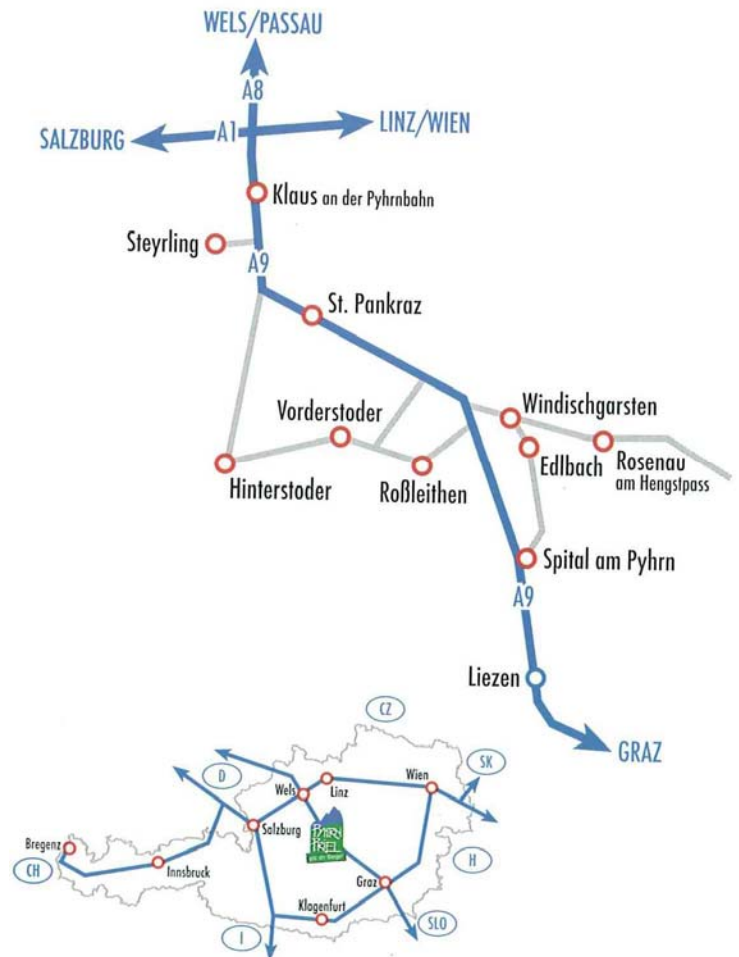 WELS/PASSAU
A8
SALZBURG
A1
LINZ/WIEN
Klaus an der Pyhrnbahn
Steyrling
A9
St. Pankraz
Vorderstoder
Windischgarsten
Hinterstoder
Roßleithen
Edlbach
Rosenau
am Hengstpass
Spital am Pyhrn
A9
Liezen
GRAZ
CZ
D
SK
Wels
Linz
Wien
Salzburg
PYHRN
PRIEL
Bregenz
CH
Innsbruck
H
Graz
Klagenfurt
SLO
I